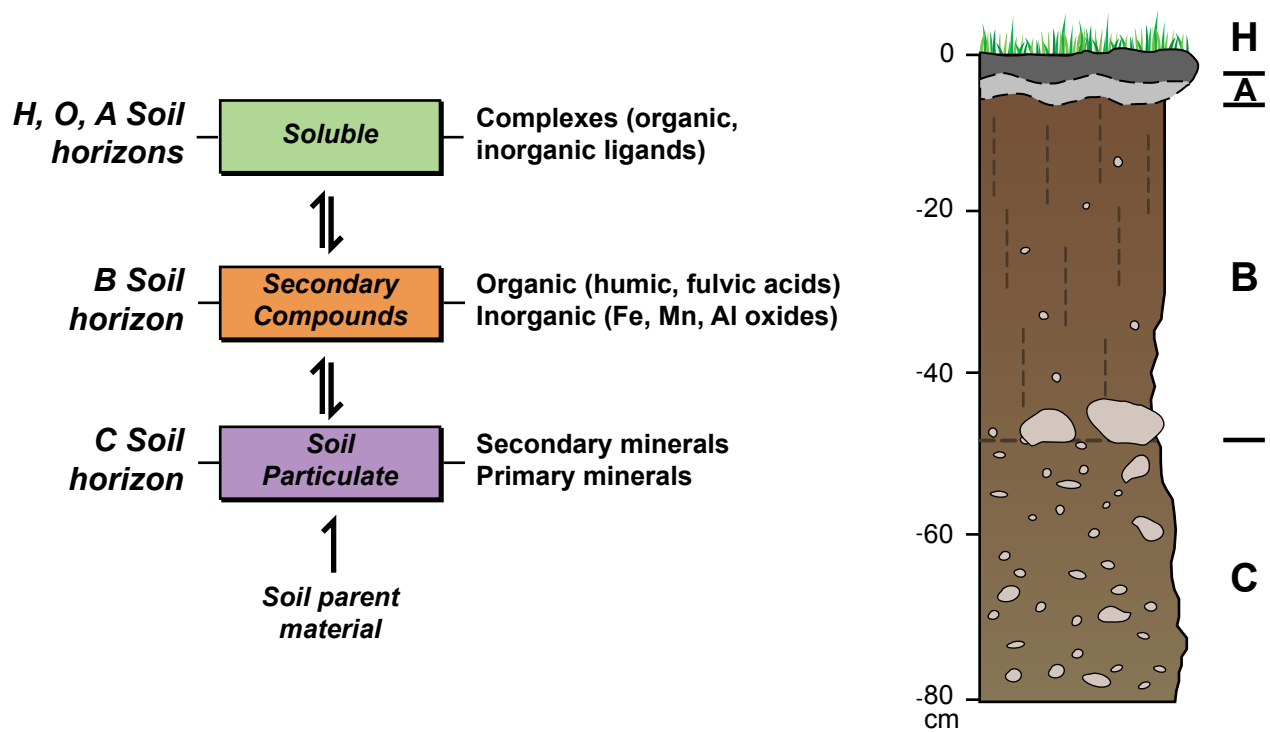 H, O, A Soil
horizons
Soluble
Complexes (organic,
inorganic ligands)
B Soil
horizon
Secondary
Compounds
Organic (humic, fulvic acids)
Inorganic (Fe, Mn, Al oxides)
C Soil
horizon
Soil
Particulate
Secondary minerals
Primary minerals
Soil parent
material
0
-20
-40
-60
-80
cm
H
A
B
C